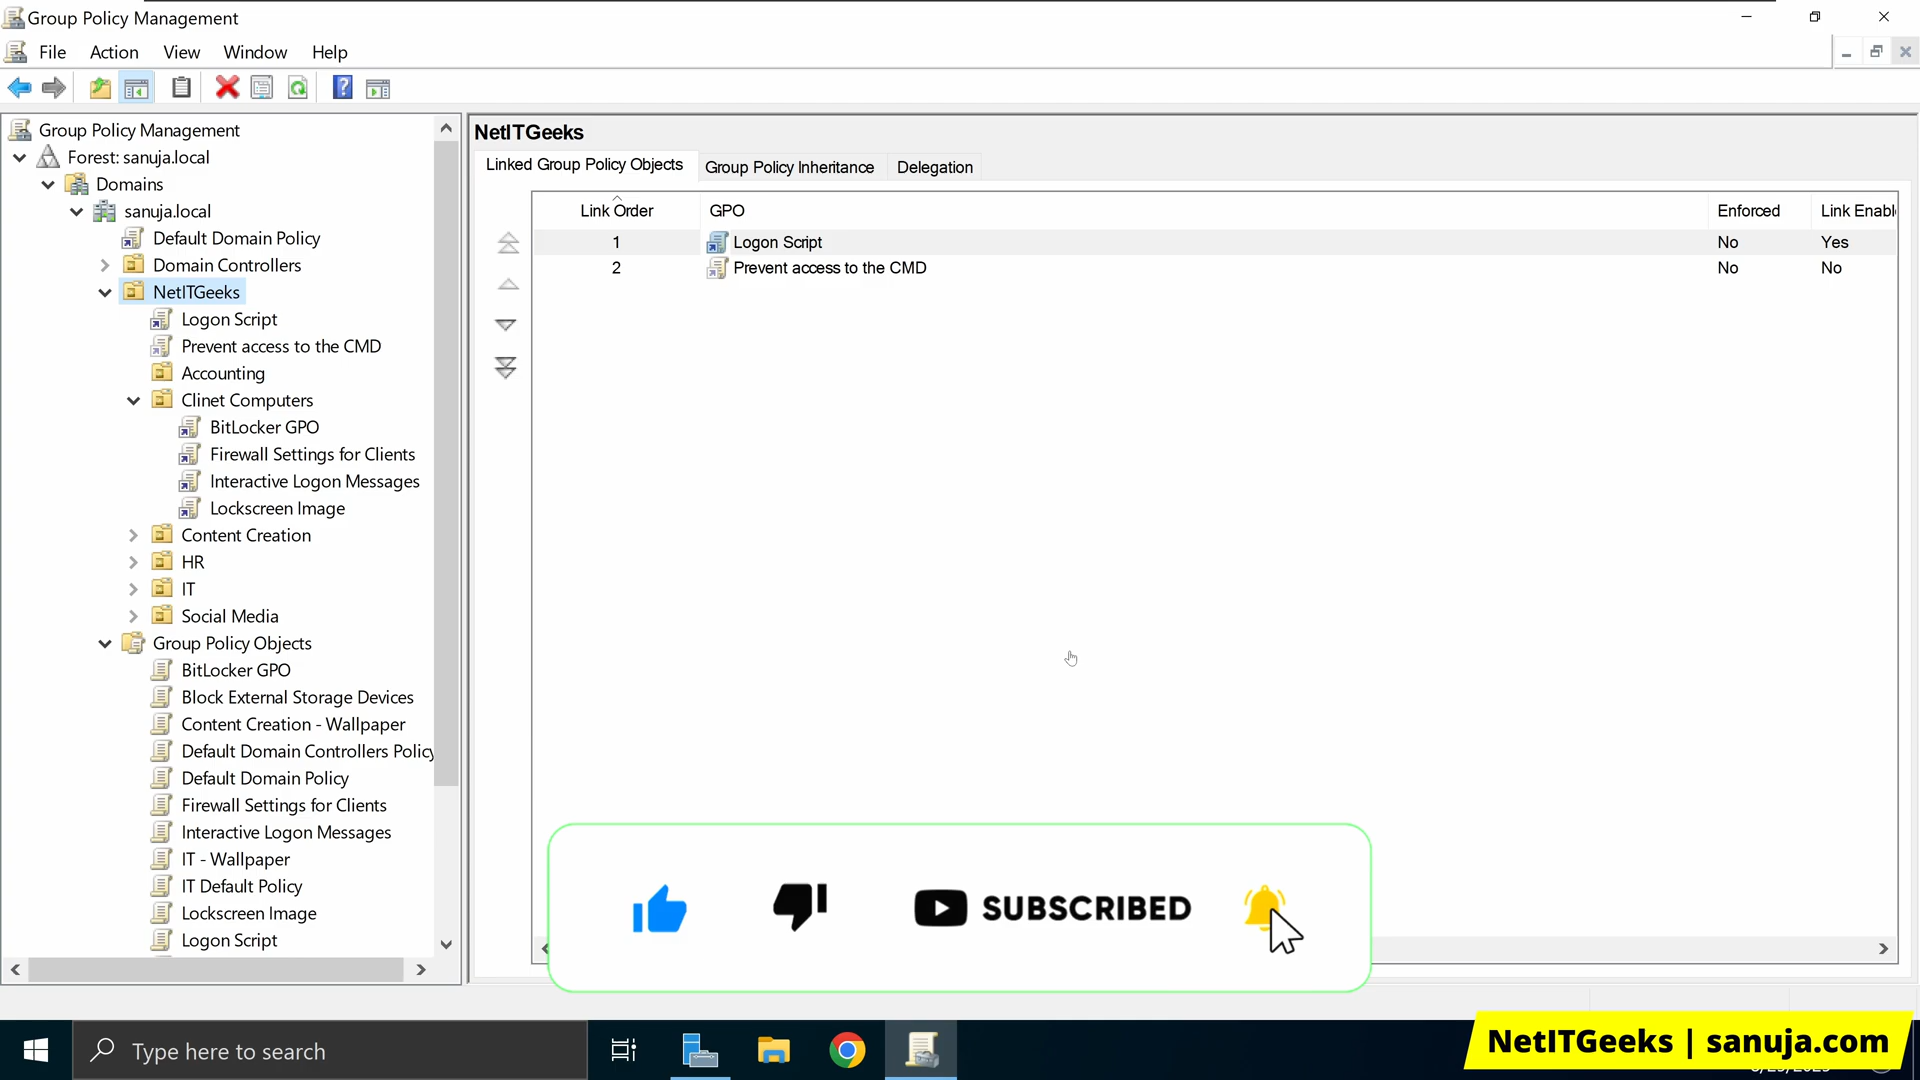 Group Policy Management
File Action View Window Help
Group Policy Management
Forest: sanuja.local
Domains
sanuja.local
Default Domain Policy
Domain Controllers
NetITGeeks
Logon Script
Prevent access to the CMD
Accounting
Clinet Computers
BitLocker GPO
Firewall Settings for Clients
Interactive Logon Messages
Lockscreen Image
Content Creation
HR
IT
Social Media
Group Policy Objects
BitLocker GPO
Block External Storage Devices
Content Creation - Wallpaper
Default Domain Controllers Policy
Default Domain Policy
Firewall Settings for Clients
Interactive Logon Messages
IT - Wallpaper
IT Default Policy
Lockscreen Image
Logon Script
NetITGeeks
Linked Group Policy Objects Group Policy Inheritance Delegation
Link Order GPO Enforced Link Enabl
1 Logon Script No Yes
2 Prevent access to the CMD No No
SUBSCRIBED
Type here to search
NetITGeeks | sanuja.com